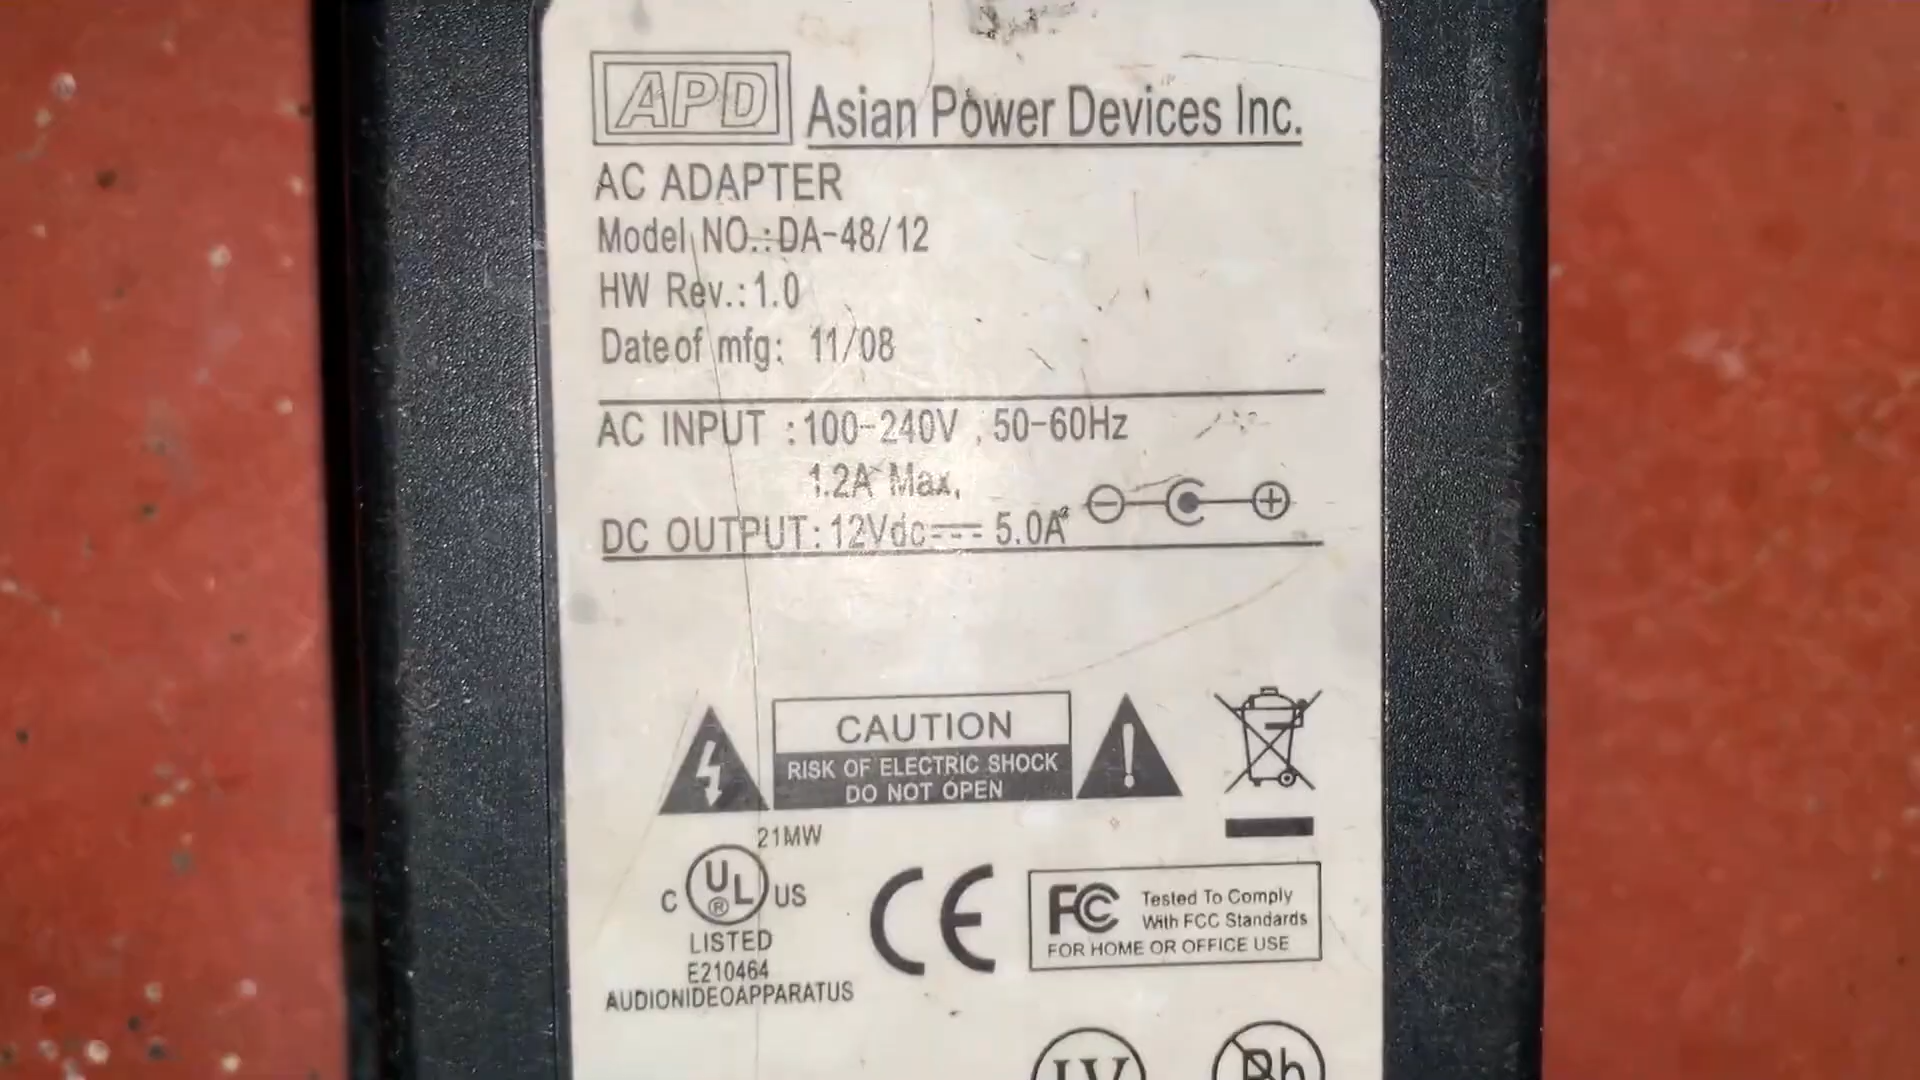 APD Asian Power Devices Inc.
AC ADAPTER
Model NO.:DA-48/12
HW Rev.:1.0
Date of mfg: 11/08
AC INPUT :100-240V , 50-60Hz
1.2A Max,
DC OUTPUT:12Vdc 5.0A
CAUTION
RISK OF ELECTRIC SHOCK
DO NOT OPEN
21MW
C UL® US
LISTED
E210464
AUDIONIDEOAPPARATUS
CE
FC Tested To Comply
With FCC Standards
FOR HOME OR OFFICE USE
LV Pb